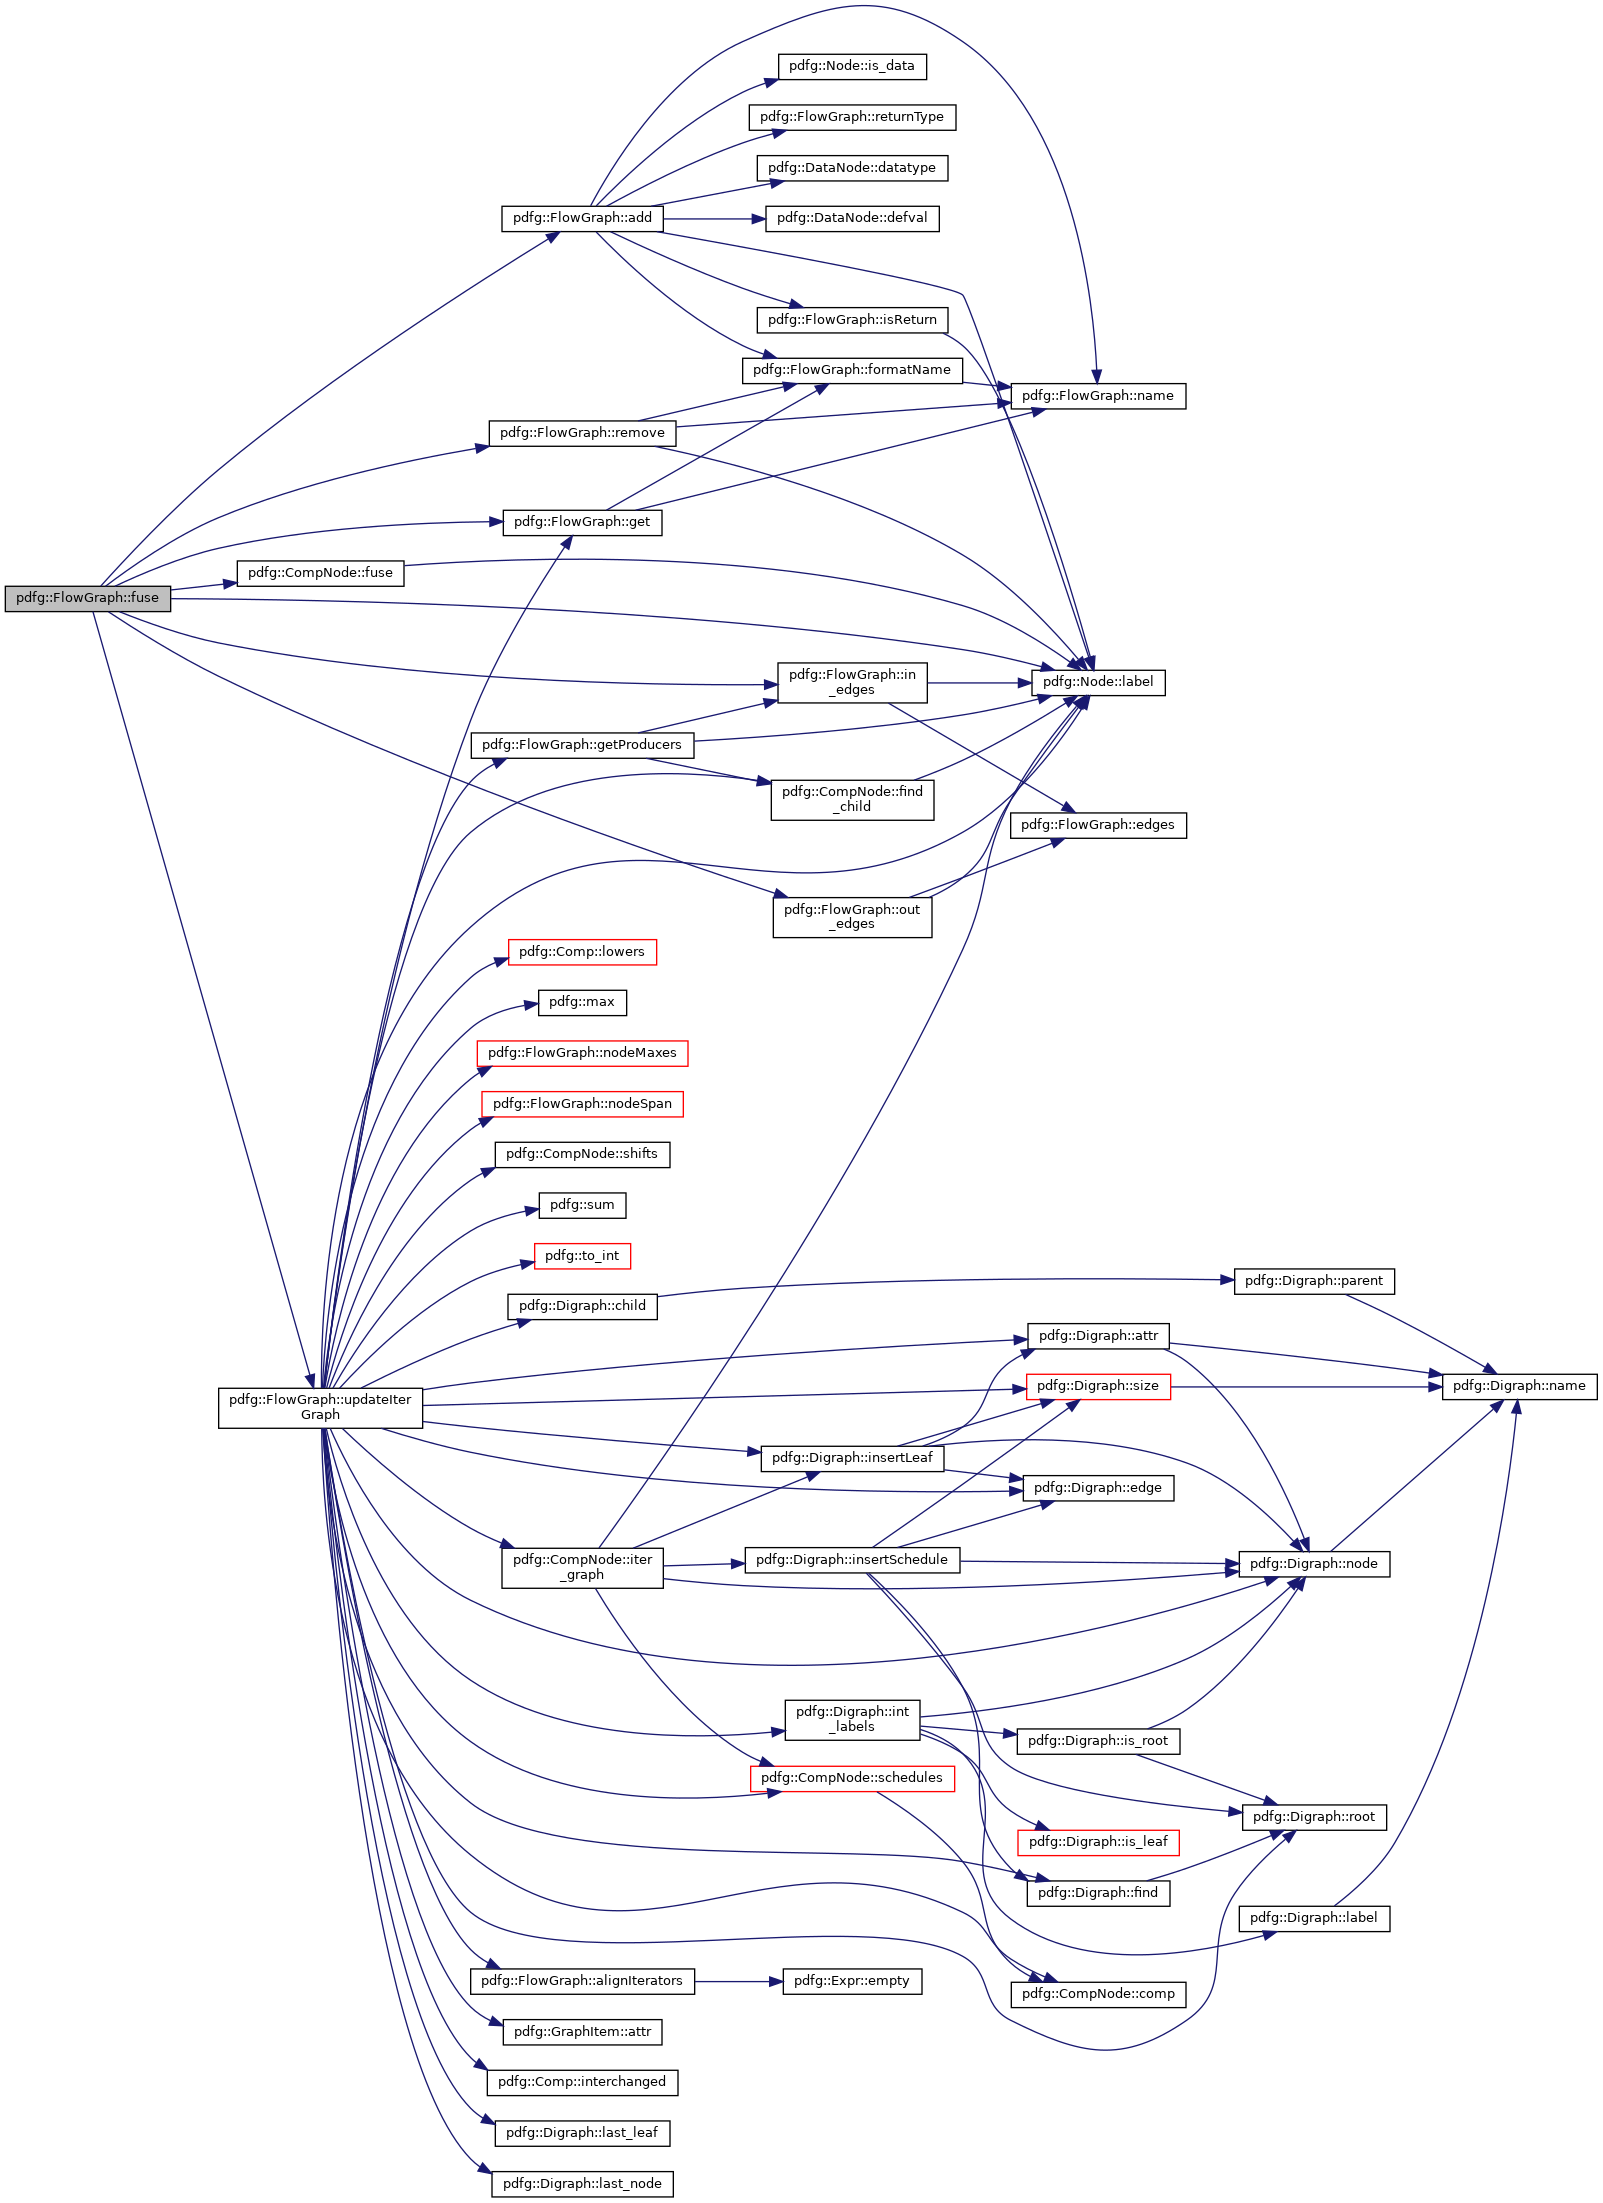 pdfg::Node::is_data
pdfg::FlowGraph::returnType
pdfg::DataNode::datatype
pdfg::FlowGraph::add
pdfg::DataNode::defval
pdfg::FlowGraph::isReturn
pdfg::FlowGraph::formatName
pdfg::FlowGraph::name
pdfg::FlowGraph::remove
pdfg::FlowGraph::get
pdfg::CompNode::fuse
pdfg::FlowGraph::fuse
pdfg::FlowGraph::in
_edges
pdfg::Node::label
pdfg::FlowGraph::getProducers
pdfg::CompNode::find
_child
pdfg::FlowGraph::edges
pdfg::FlowGraph::out
_edges
pdfg::Comp::lowers
pdfg::max
pdfg::FlowGraph::nodeMaxes
pdfg::FlowGraph::nodeSpan
pdfg::CompNode::shifts
pdfg::sum
pdfg::to_int
pdfg::Digraph::parent
pdfg::Digraph::child
pdfg::Digraph::attr
pdfg::Digraph::size
pdfg::Digraph::name
pdfg::FlowGraph::updateIter
Graph
pdfg::Digraph::insertLeaf
pdfg::Digraph::edge
pdfg::CompNode::iter
_graph
pdfg::Digraph::insertSchedule
pdfg::Digraph::node
pdfg::Digraph::int
_labels
pdfg::Digraph::is_root
pdfg::CompNode::schedules
pdfg::Digraph::root
pdfg::Digraph::is_leaf
pdfg::Digraph::find
pdfg::Digraph::label
pdfg::FlowGraph::alignIterators
pdfg::Expr::empty
pdfg::CompNode::comp
pdfg::GraphItem::attr
pdfg::Comp::interchanged
pdfg::Digraph::last_leaf
pdfg::Digraph::last_node